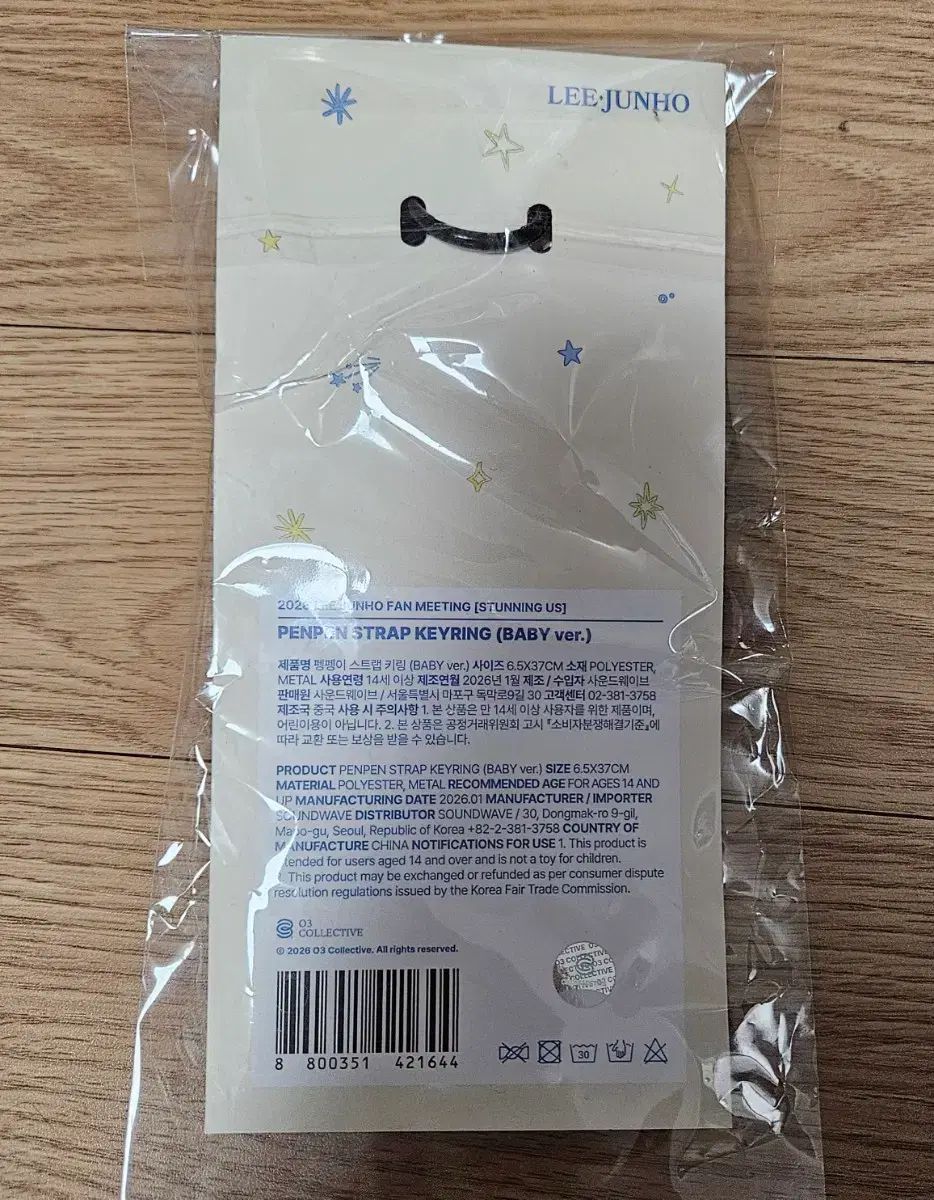 LEE·JUNHO
2026 LEE JUNHO FAN MEETING [STUNNING US]
PENPEN STRAP KEYRING (BABY ver.)
제품명 펨펨이 스트랩 키링 (BABY ver.) 사이즈 6.5X37CM 소재 POLYESTER,
METAL 사용연령 14세 이상 제조연월 2026년 1월 제조 / 수입자 사운드웨이브
판매원 사운드웨이브 / 서울특별시 마포구 독막로9길 30 고객센터 02-381-3758
제조국 중국 사용 시 주의사항 1. 본 상품은 만 14세 이상 사용자를 위한 제품이며,
어린이용이 아닙니다. 2. 본 상품은 공정거래위원회 고시 『소비자분쟁해결기준』에
따라 교환 또는 보상을 받을 수 있습니다.
PRODUCT PENPEN STRAP KEYRING (BABY ver.) SIZE 6.5X37CM
MATERIAL POLYESTER, METAL RECOMMENDED AGE FOR AGES 14 AND
UP MANUFACTURING DATE 2026.01 MANUFACTURER / IMPORTER
SOUNDWAVE DISTRIBUTOR SOUNDWAVE / 30, Dongmak-ro 9-gil,
Mapo-gu, Seoul, Republic of Korea +82-2-381-3758 COUNTRY OF
MANUFACTURE CHINA NOTIFICATIONS FOR USE 1. This product is
intended for users aged 14 and over and is not a toy for children.
2. This product may be exchanged or refunded as per consumer dispute
resolution regulations issued by the Korea Fair Trade Commission.
O3
COLLECTIVE
© 2026 O3 Collective. All rights reserved.
8 800351 421644
30